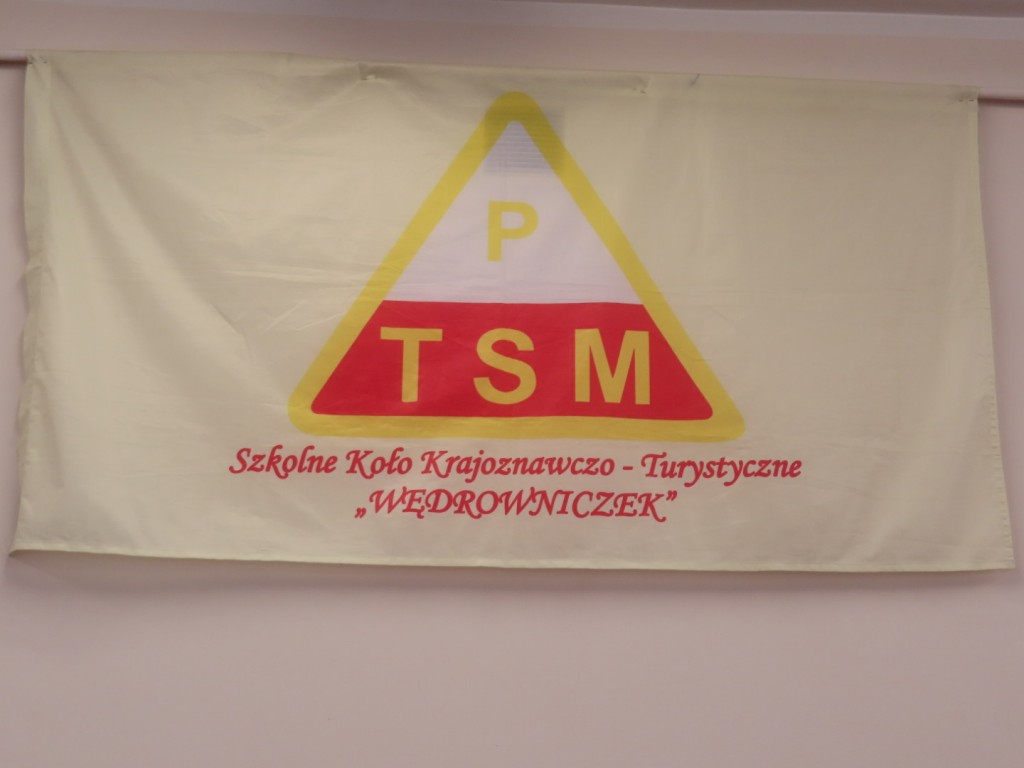 P
TSM
Szkolne Koło Krajoznawczo - Turystyczne
„WĘDROWNICZEK”